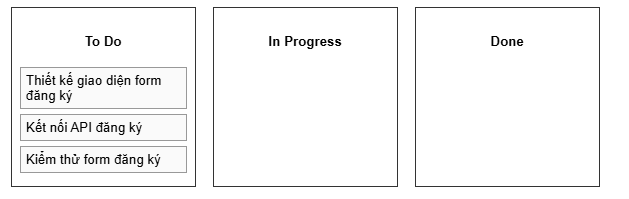 To Do
Thiết kế giao diện form
đăng ký
Kết nối API đăng ký
Kiểm thử form đăng ký
In Progress
Done